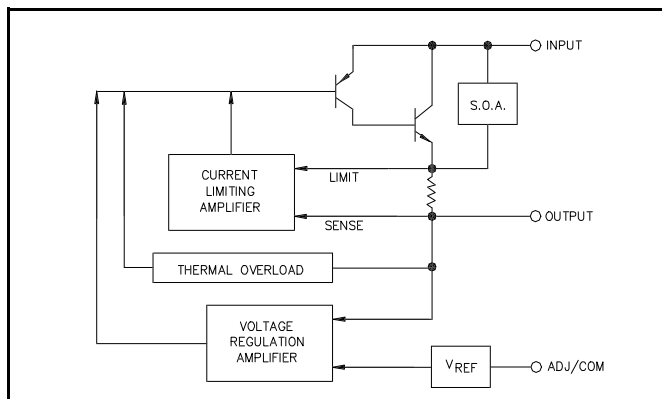 INPUT
S.O.A.
CURRENT
LIMITING
AMPLIFIER
LIMIT
SENSE
OUTPUT
THERMAL OVERLOAD
VOLTAGE
REGULATION
AMPLIFIER
VREF
ADJ/COM